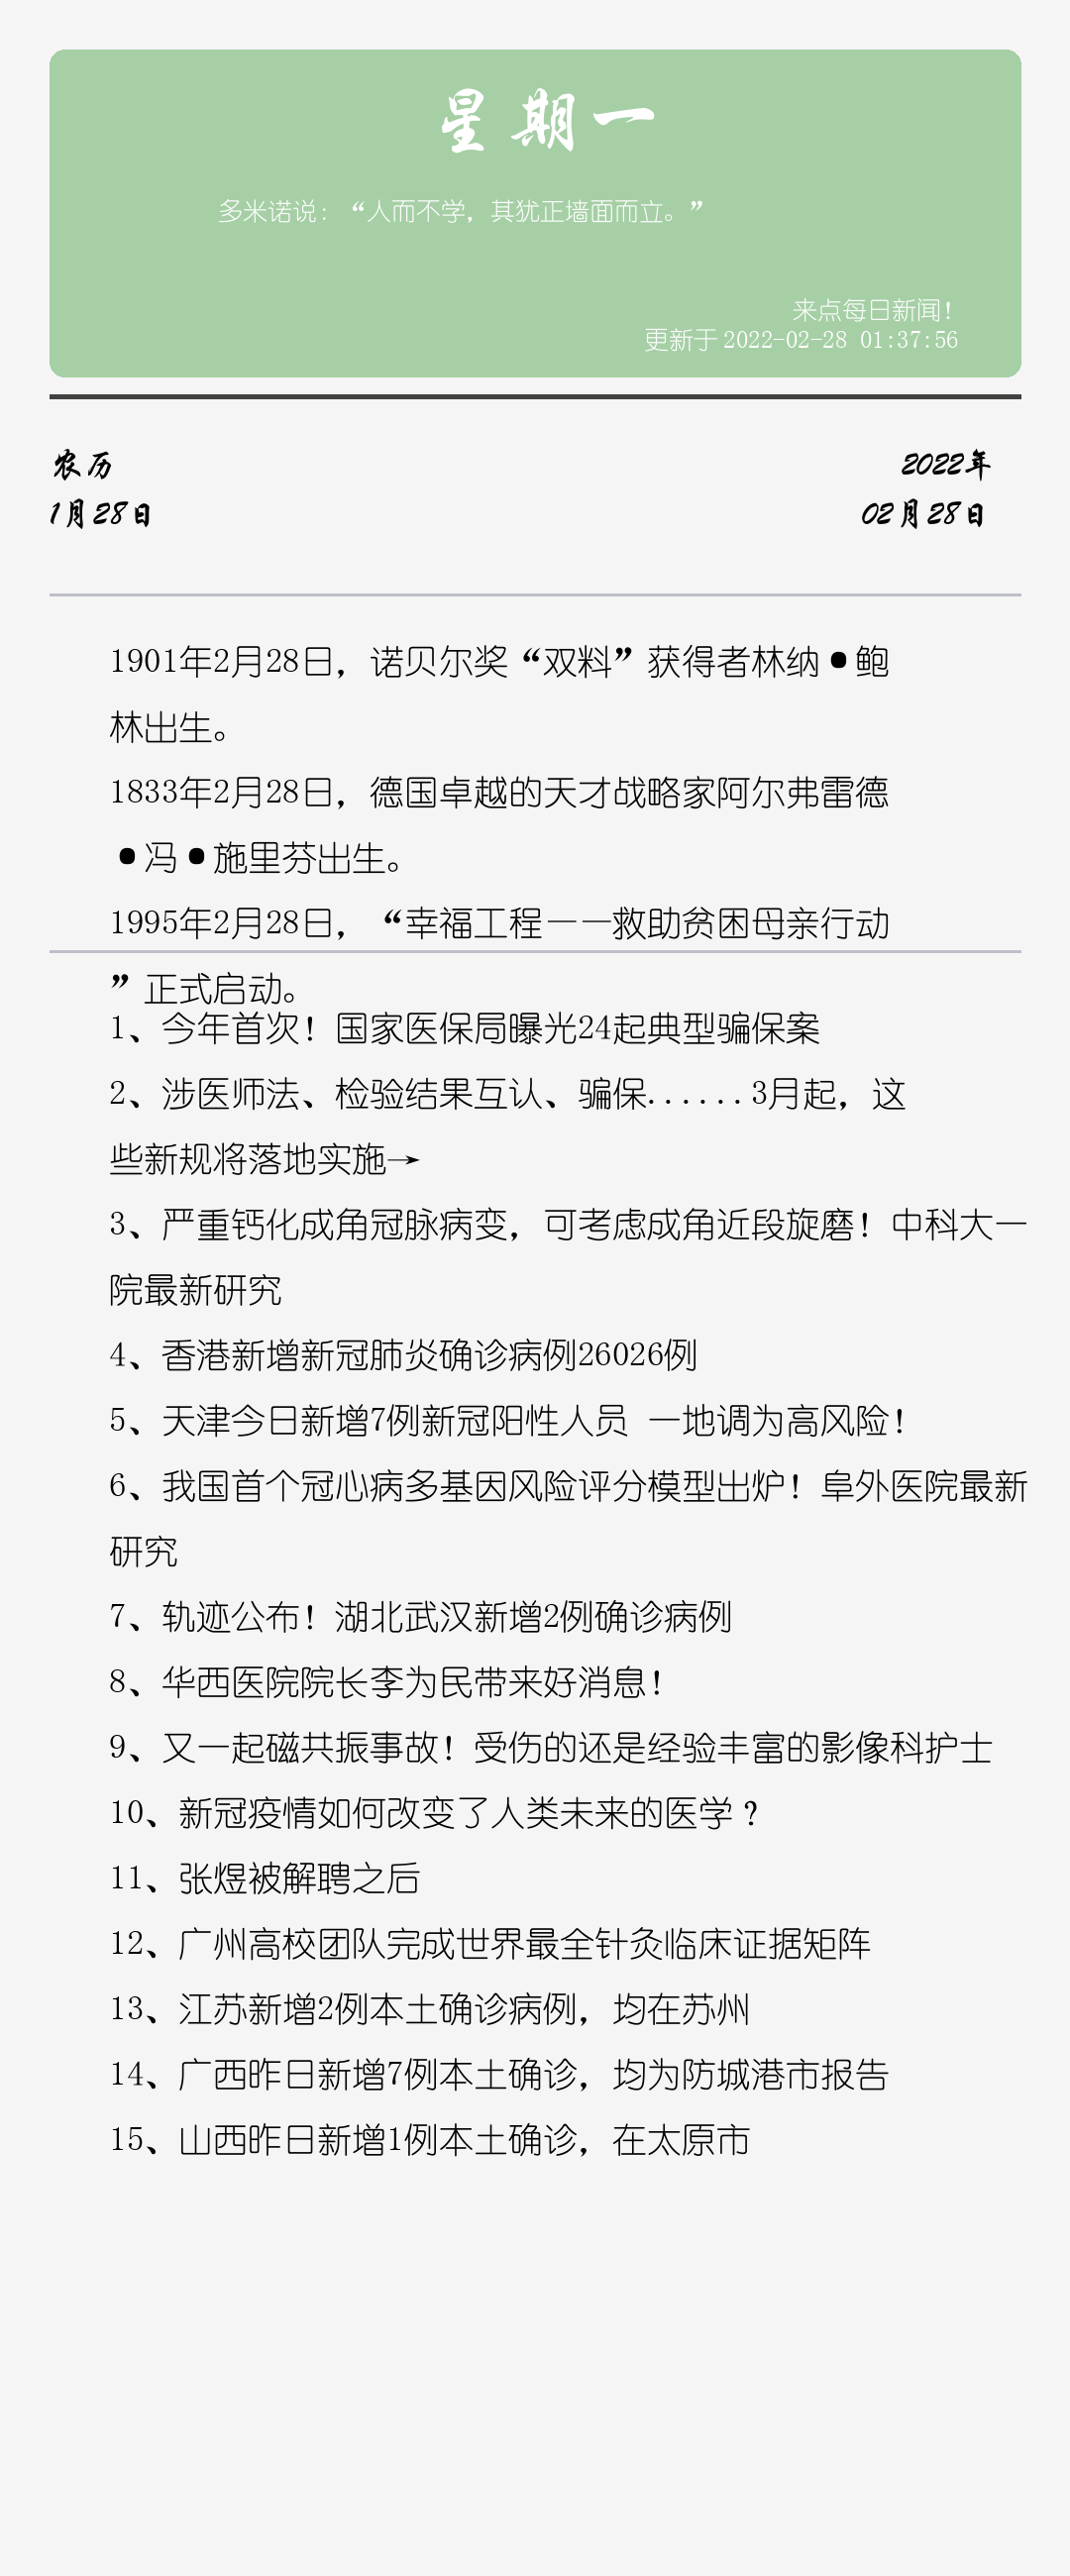 星期一
多米诺说：“人而不学，其犹正墙面而立。”
来点每日新闻！
更新于 2022-02-28 01:37:56
农历
2022年
1月28日
02月28日
1901年2月28日，诺贝尔奖“双料”获得者林纳●鲍
林出生。
1833年2月28日，德国卓越的天才战略家阿尔弗雷德
●冯●施里芬出生。
1995年2月28日，“幸福工程——救助贫困母亲行动
”正式启动。
1、今年首次！国家医保局曝光24起典型骗保案
2、涉医师法、检验结果互认、骗保......3月起，这
些新规将落地实施→
3、严重钙化成角冠脉病变，可考虑成角近段旋磨！中科大一
院最新研究
4、香港新增新冠肺炎确诊病例26026例
5、天津今日新增7例新冠阳性人员 一地调为高风险！
6、我国首个冠心病多基因风险评分模型出炉！阜外医院最新
研究
7、轨迹公布！湖北武汉新增2例确诊病例
8、华西医院院长李为民带来好消息！
9、又一起磁共振事故！受伤的还是经验丰富的影像科护士
10、新冠疫情如何改变了人类未来的医学？
11、张煜被解聘之后
12、广州高校团队完成世界最全针灸临床证据矩阵
13、江苏新增2例本土确诊病例，均在苏州
14、广西昨日新增7例本土确诊，均为防城港市报告
15、山西昨日新增1例本土确诊，在太原市